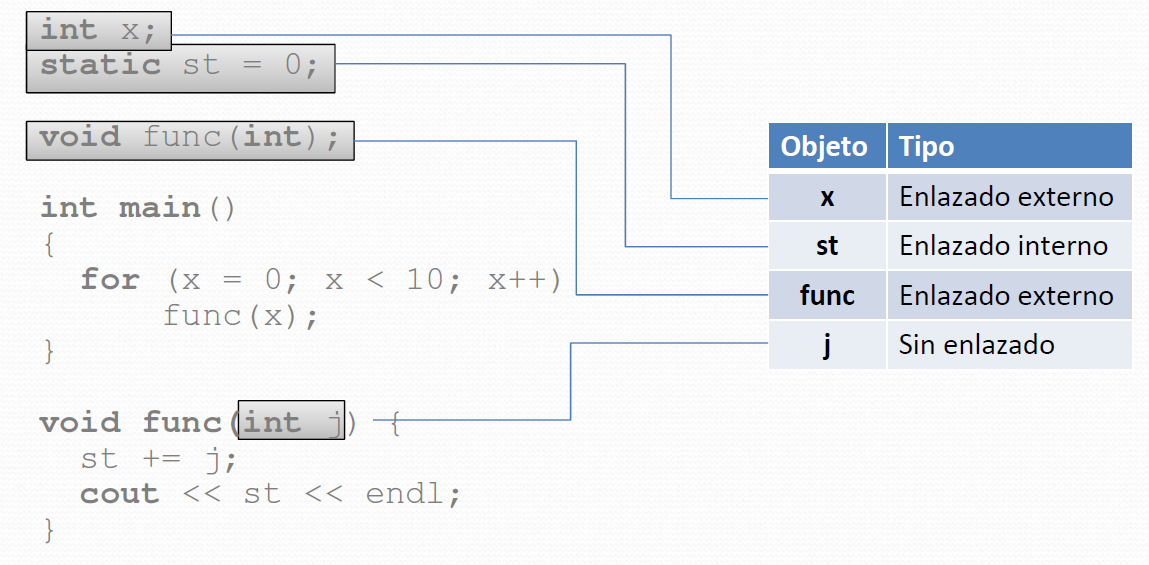 int x;
static st = 0;
void func(int);
int main()
{
for (x = 0; x < 10; x++)
func(x);
}
void func(int j) {
st += j;
cout << st << endl;
}
Objeto Tipo
x Enlazado externo
st Enlazado interno
func Enlazado externo
j Sin enlazado